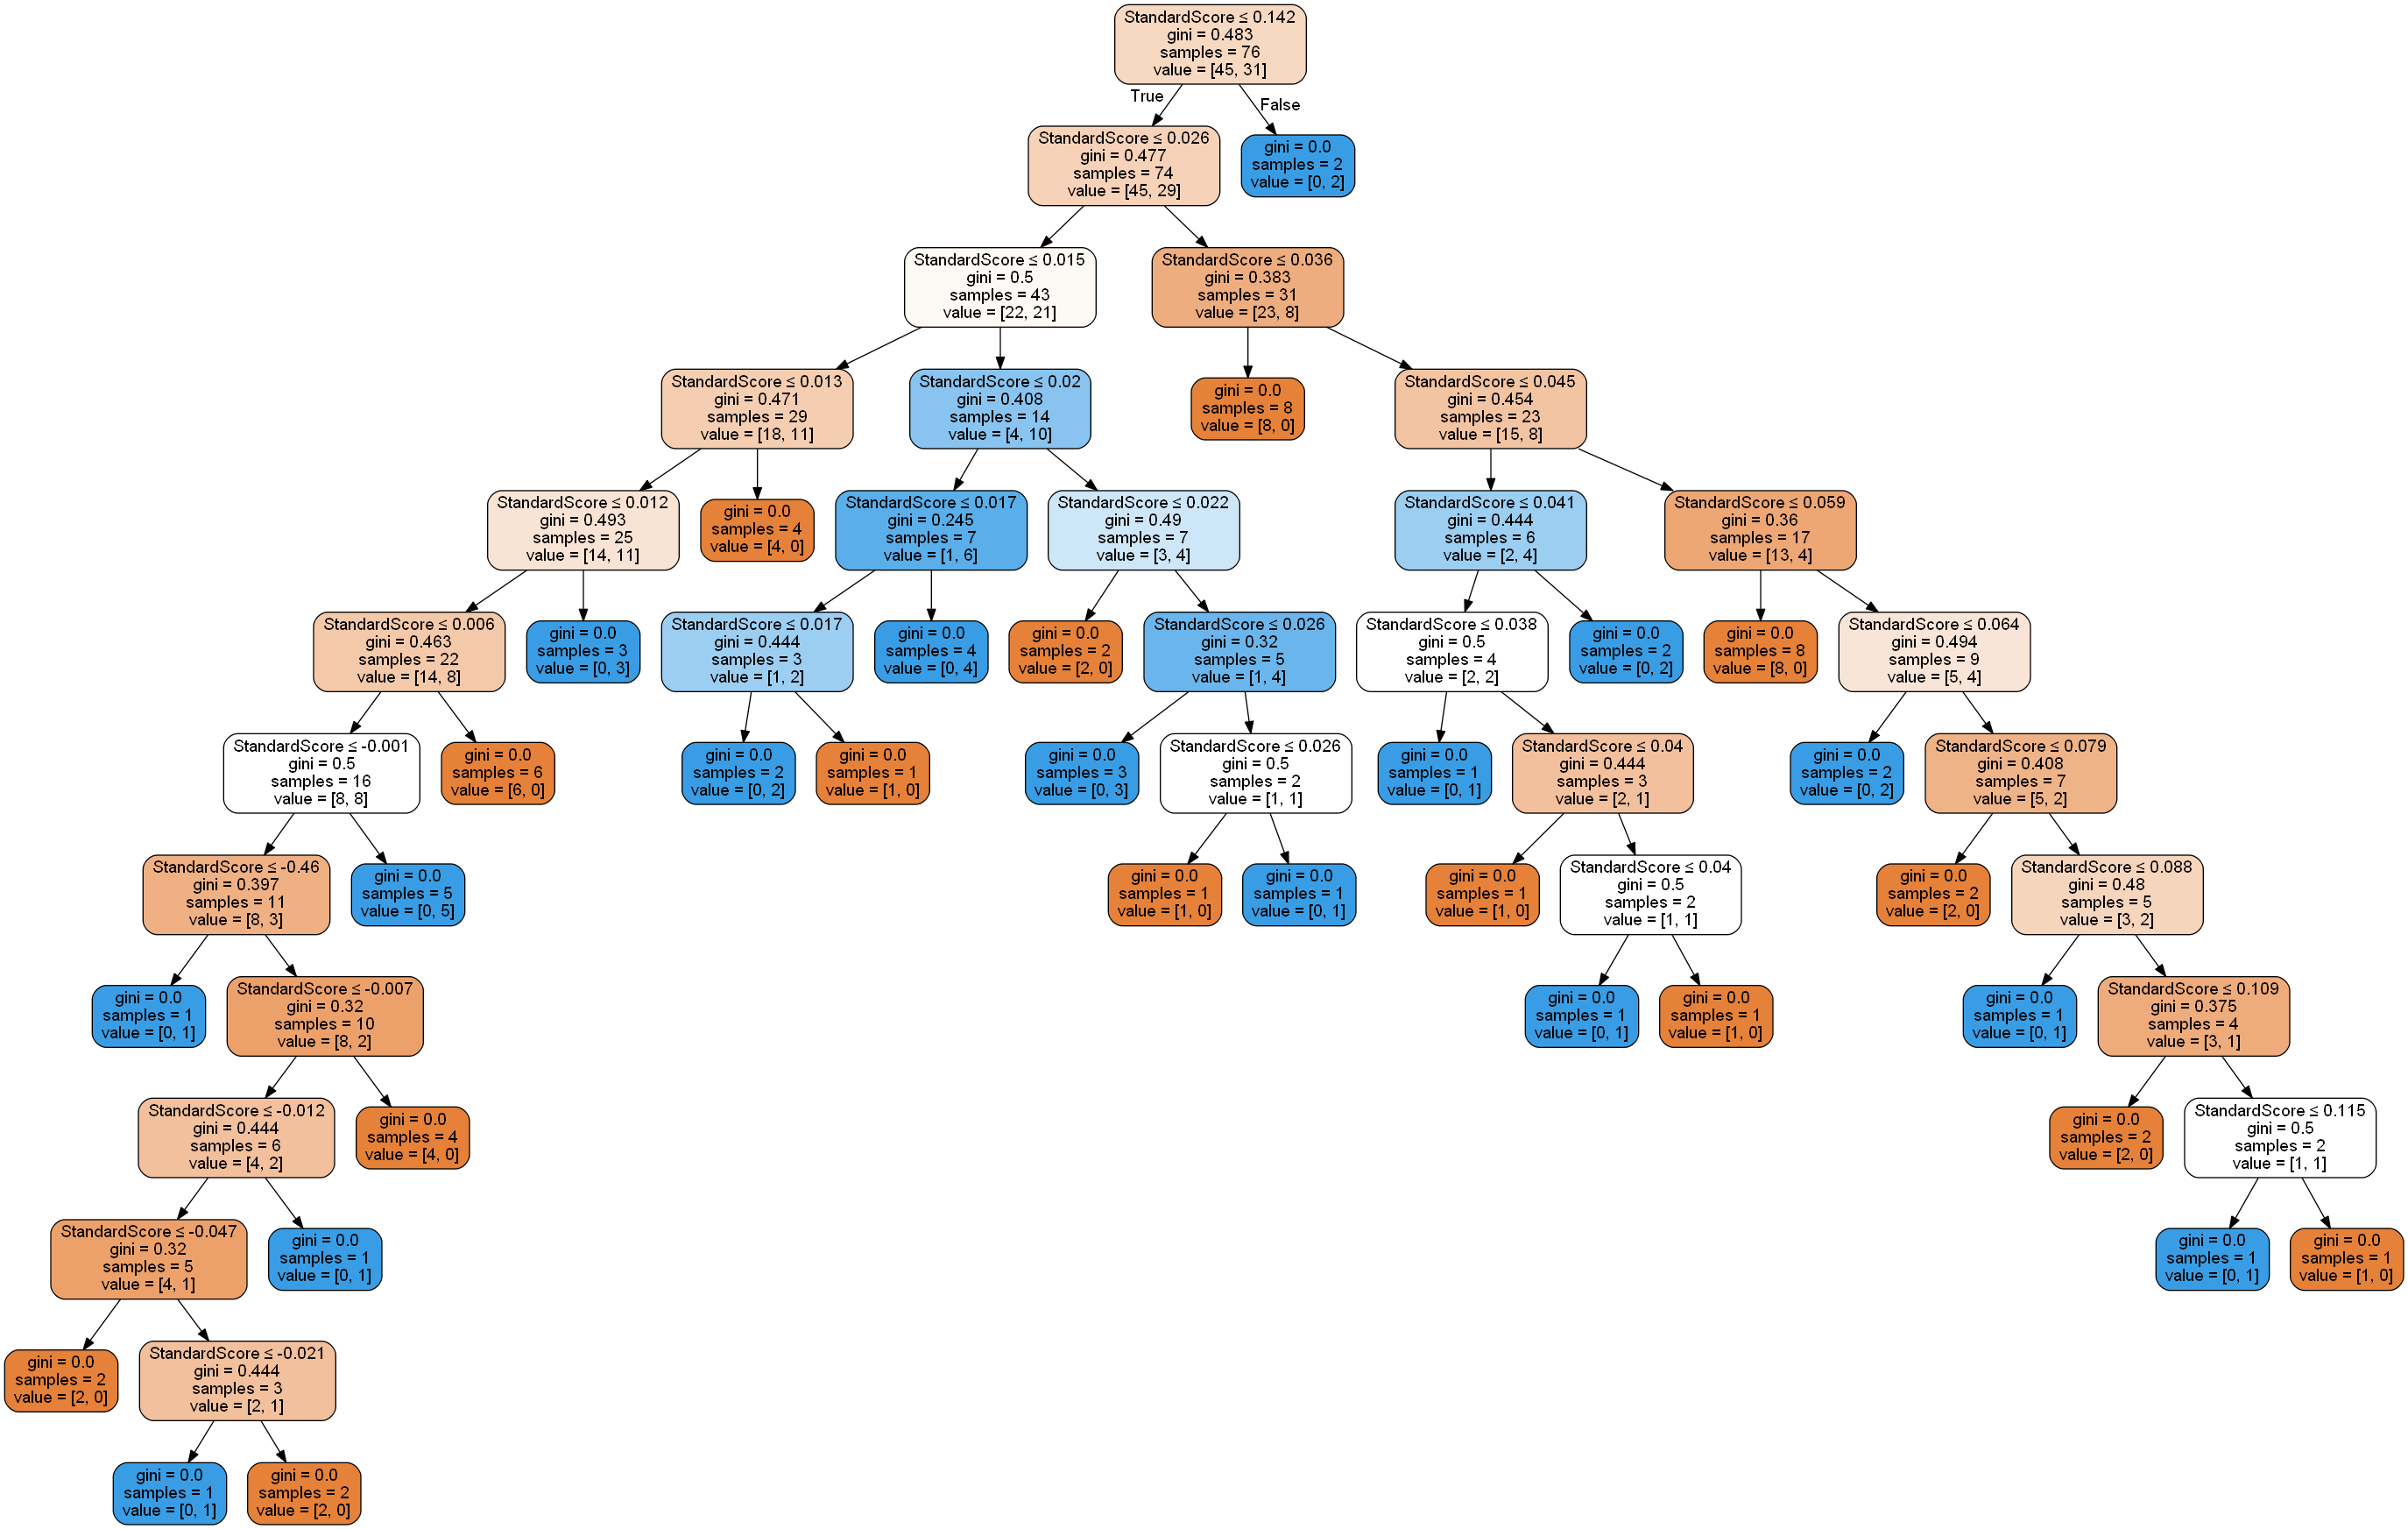 StandardScore ≤ 0.142
gini = 0.483
samples = 76
value = [45, 31]
True
False
StandardScore ≤ 0.026
gini = 0.477
samples = 74
value = [45, 29]
gini = 0.0
samples = 2
value = [0, 2]
StandardScore ≤ 0.015
gini = 0.5
samples = 43
value = [22, 21]
StandardScore ≤ 0.036
gini = 0.383
samples = 31
value = [23, 8]
StandardScore ≤ 0.013
gini = 0.471
samples = 29
value = [18, 11]
StandardScore ≤ 0.02
gini = 0.408
samples = 14
value = [4, 10]
gini = 0.0
samples = 8
value = [8, 0]
StandardScore ≤ 0.045
gini = 0.454
samples = 23
value = [15, 8]
StandardScore ≤ 0.012
gini = 0.493
samples = 25
value = [14, 11]
gini = 0.0
samples = 4
value = [4, 0]
StandardScore ≤ 0.017
gini = 0.245
samples = 7
value = [1, 6]
StandardScore ≤ 0.022
gini = 0.49
samples = 7
value = [3, 4]
StandardScore ≤ 0.041
gini = 0.444
samples = 6
value = [2, 4]
StandardScore ≤ 0.059
gini = 0.36
samples = 17
value = [13, 4]
StandardScore ≤ 0.006
gini = 0.463
samples = 22
value = [14, 8]
gini = 0.0
samples = 3
value = [0, 3]
StandardScore ≤ 0.017
gini = 0.444
samples = 3
value = [1, 2]
gini = 0.0
samples = 4
value = [0, 4]
gini = 0.0
samples = 2
value = [2, 0]
StandardScore ≤ 0.026
gini = 0.32
samples = 5
value = [1, 4]
StandardScore ≤ 0.038
gini = 0.5
samples = 4
value = [2, 2]
gini = 0.0
samples = 2
value = [0, 2]
gini = 0.0
samples = 8
value = [8, 0]
StandardScore ≤ 0.064
gini = 0.494
samples = 9
value = [5, 4]
StandardScore ≤ -0.001
gini = 0.5
samples = 16
value = [8, 8]
gini = 0.0
samples = 6
value = [6, 0]
gini = 0.0
samples = 2
value = [0, 2]
gini = 0.0
samples = 1
value = [1, 0]
gini = 0.0
samples = 3
value = [0, 3]
StandardScore ≤ 0.026
gini = 0.5
samples = 2
value = [1, 1]
gini = 0.0
samples = 1
value = [0, 1]
StandardScore ≤ 0.04
gini = 0.444
samples = 3
value = [2, 1]
gini = 0.0
samples = 2
value = [0, 2]
StandardScore ≤ 0.079
gini = 0.408
samples = 7
value = [5, 2]
StandardScore ≤ -0.46
gini = 0.397
samples = 11
value = [8, 3]
gini = 0.0
samples = 5
value = [0, 5]
gini = 0.0
samples = 1
value = [1, 0]
gini = 0.0
samples = 1
value = [0, 1]
gini = 0.0
samples = 1
value = [1, 0]
StandardScore ≤ 0.04
gini = 0.5
samples = 2
value = [1, 1]
gini = 0.0
samples = 2
value = [2, 0]
StandardScore ≤ 0.088
gini = 0.48
samples = 5
value = [3, 2]
gini = 0.0
samples = 1
value = [0, 1]
StandardScore ≤ -0.007
gini = 0.32
samples = 10
value = [8, 2]
gini = 0.0
samples = 1
value = [0, 1]
gini = 0.0
samples = 1
value = [1, 0]
gini = 0.0
samples = 1
value = [0, 1]
StandardScore ≤ 0.109
gini = 0.375
samples = 4
value = [3, 1]
StandardScore ≤ -0.012
gini = 0.444
samples = 6
value = [4, 2]
gini = 0.0
samples = 4
value = [4, 0]
gini = 0.0
samples = 2
value = [2, 0]
StandardScore ≤ 0.115
gini = 0.5
samples = 2
value = [1, 1]
StandardScore ≤ -0.047
gini = 0.32
samples = 5
value = [4, 1]
gini = 0.0
samples = 1
value = [0, 1]
gini = 0.0
samples = 1
value = [0, 1]
gini = 0.0
samples = 1
value = [1, 0]
gini = 0.0
samples = 2
value = [2, 0]
StandardScore ≤ -0.021
gini = 0.444
samples = 3
value = [2, 1]
gini = 0.0
samples = 1
value = [0, 1]
gini = 0.0
samples = 2
value = [2, 0]